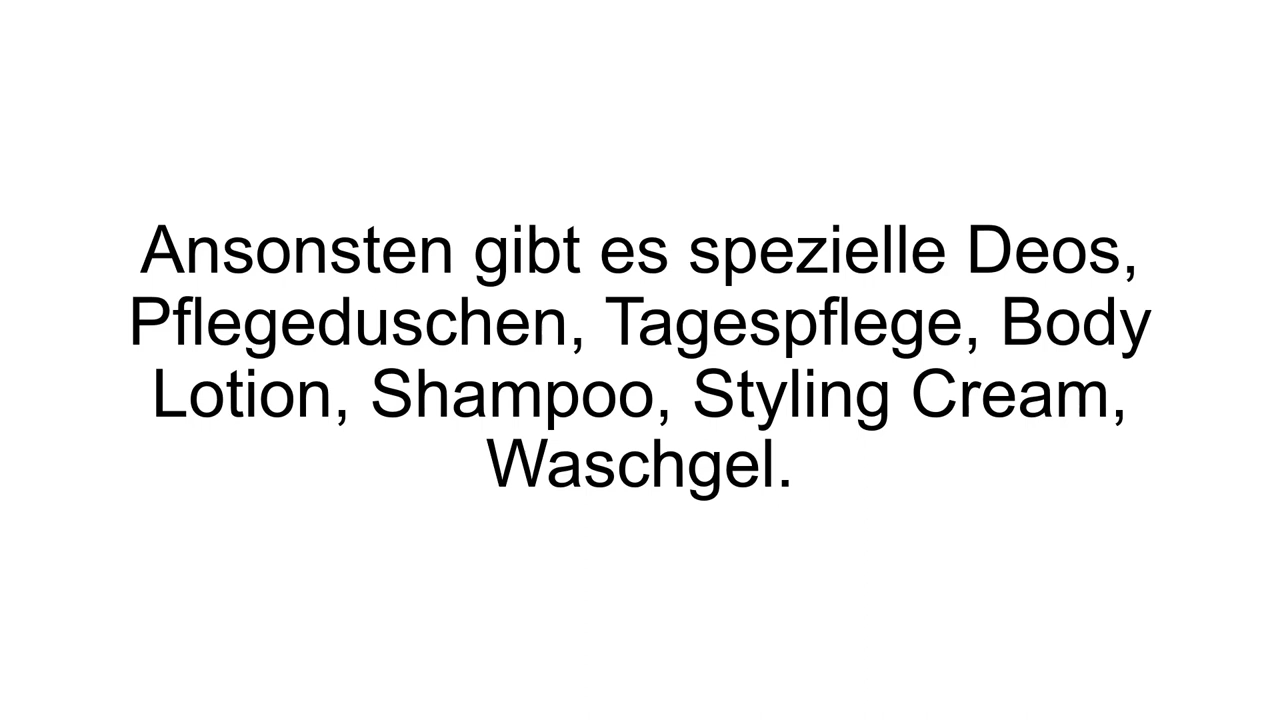 Ansonsten gibt es spezielle Deos,
Pflegeduschen, Tagespflege, Body
Lotion, Shampoo, Styling Cream,
Waschgel.